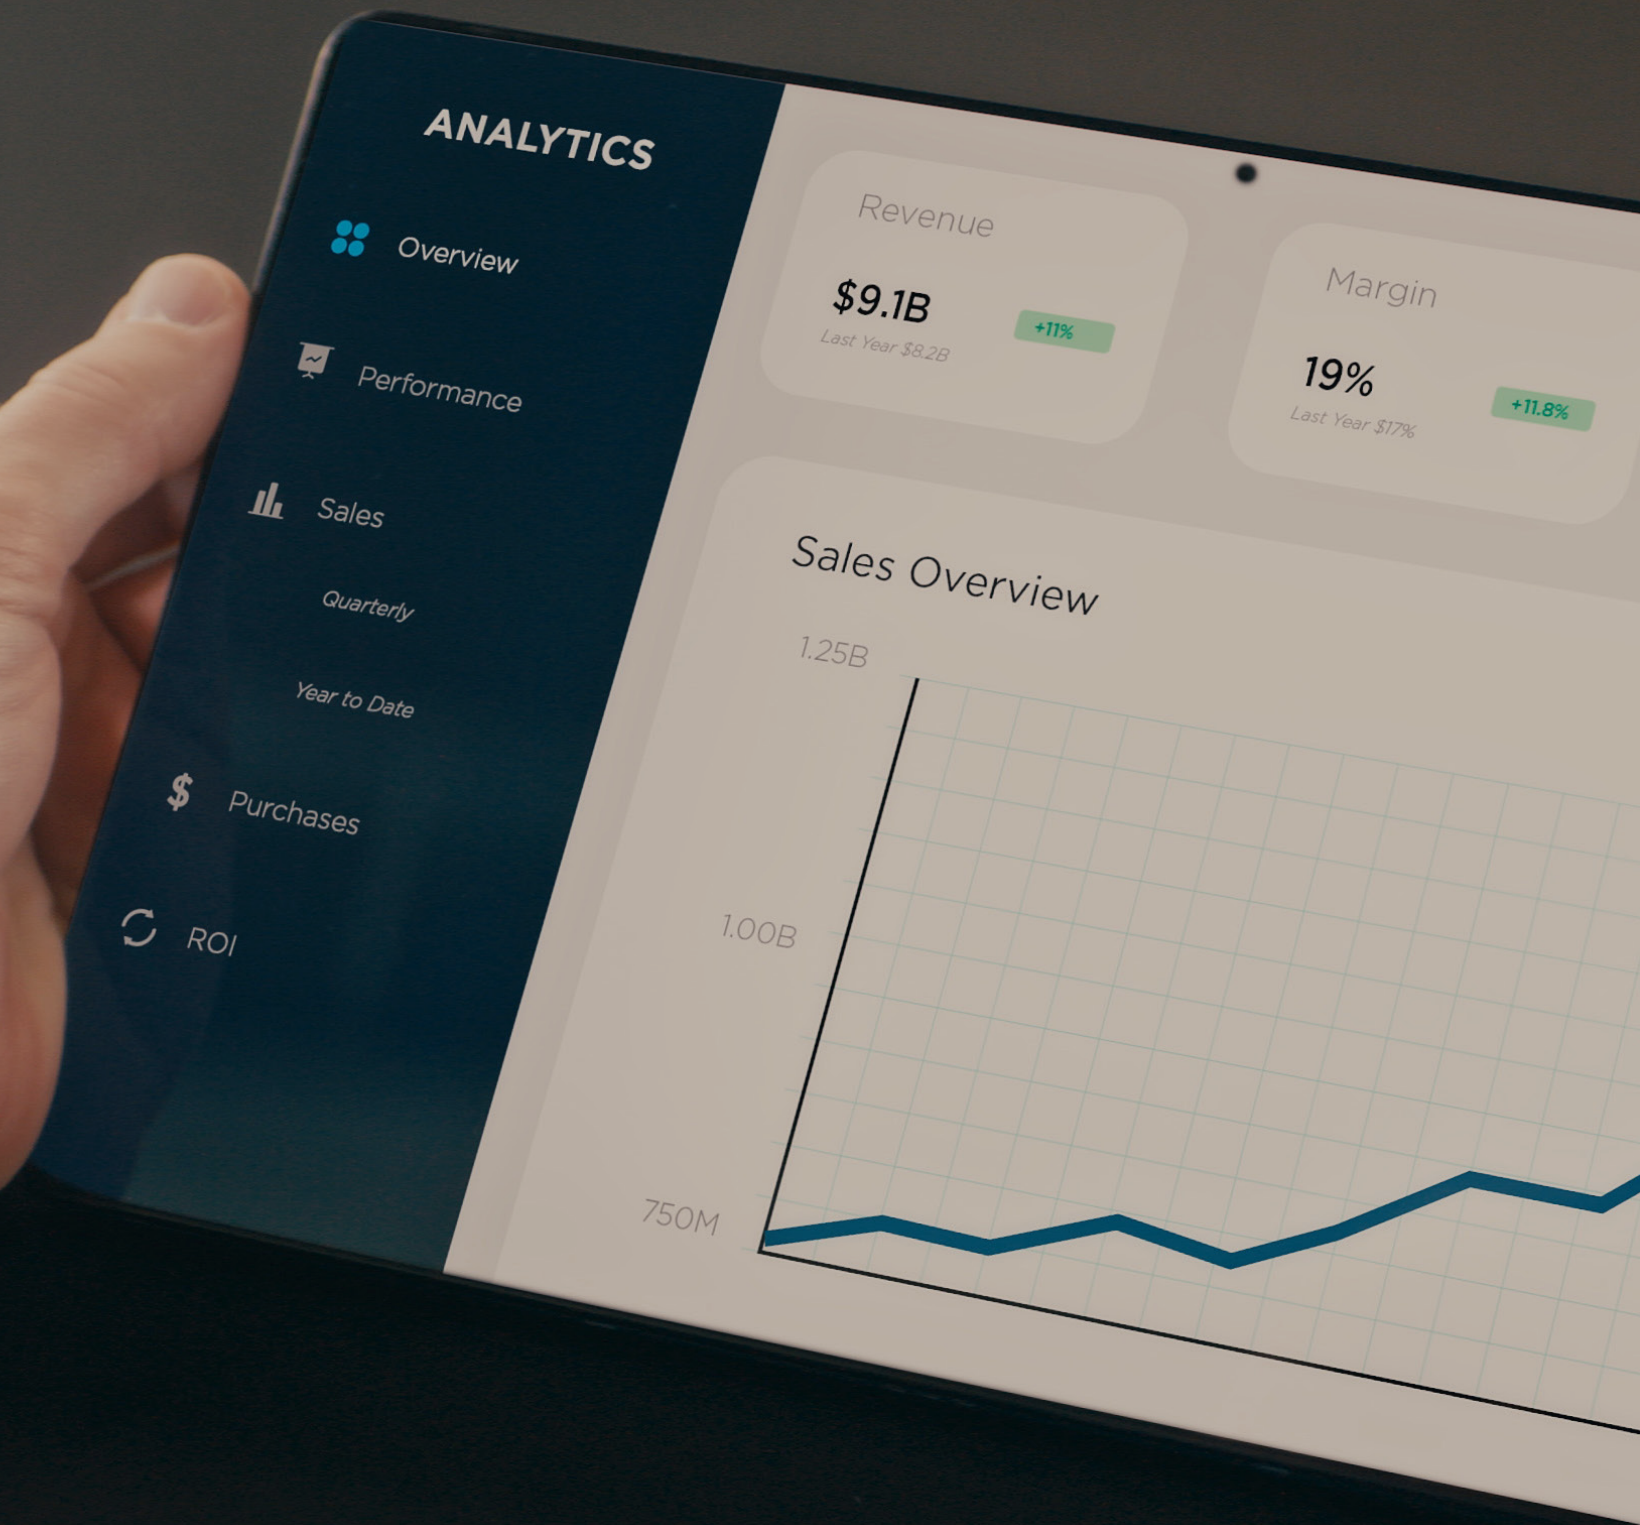 ANALYTICS
Overview
Performance
Sales
Quarterly
Year to Date
Purchases
ROI
Revenue
$9.1B
+11%
Last Year $8.2B
Margin
19%
+11.8%
Last Year $17%
Sales Overview
1.25B
1.00B
750M